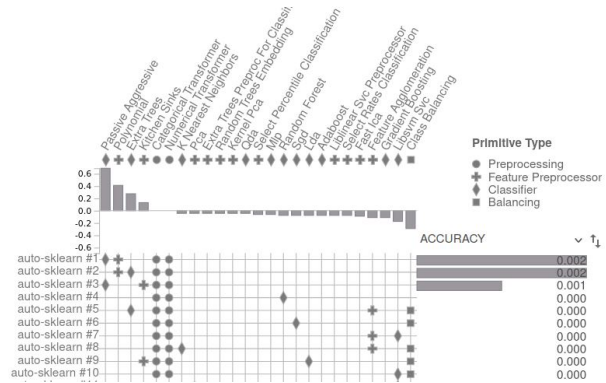 Passive Aggressive
Polynomial
Extra Trees
Kitchen Sinks
Categorical Transformer
Numerical Transformer
K Nearest Neighbors
Pca
Extra Trees Preproc For Classif.
Random Trees Embedding
Kernel Pca
Qda
Select Percentile Classification
Mlp
Random Forest
Sgd
Lda
Adaboost
Liblinear Svc Preprocessor
Select Rates Classification
Fast Ica
Feature Agglomeration
Gradient Boosting
Libsvm Svc
Class Balancing
Primitive Type
Preprocessing
Feature Preprocessor
Classifier
Balancing
0.6
0.4
0.2
0.0
-0.2
-0.4
-0.6
ACCURACY
auto-sklearn #1 0.002
auto-sklearn #2 0.002
auto-sklearn #3 0.001
auto-sklearn #4 0.000
auto-sklearn #5 0.000
auto-sklearn #6 0.000
auto-sklearn #7 0.000
auto-sklearn #8 0.000
auto-sklearn #9 0.000
auto-sklearn #10 0.000